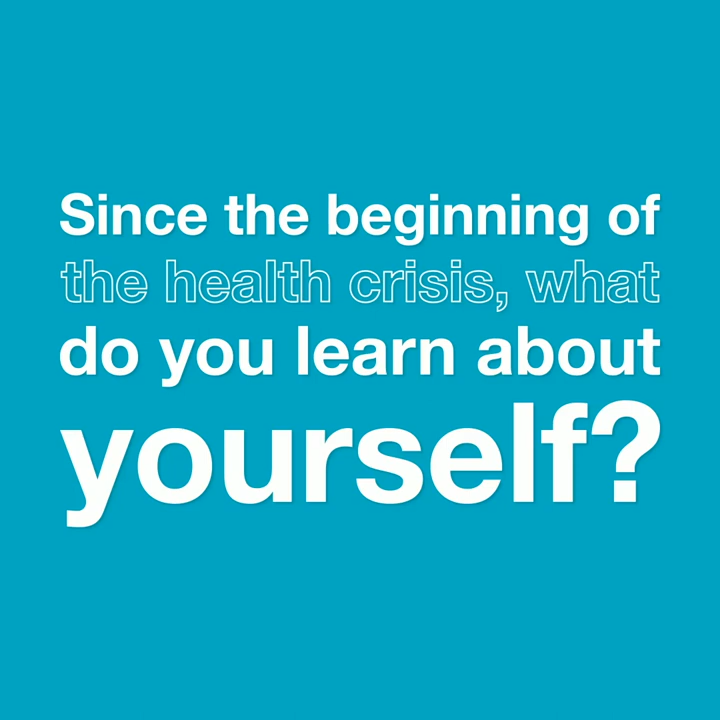 Since the beginning of
the health crisis, what
do you learn about
yourself?